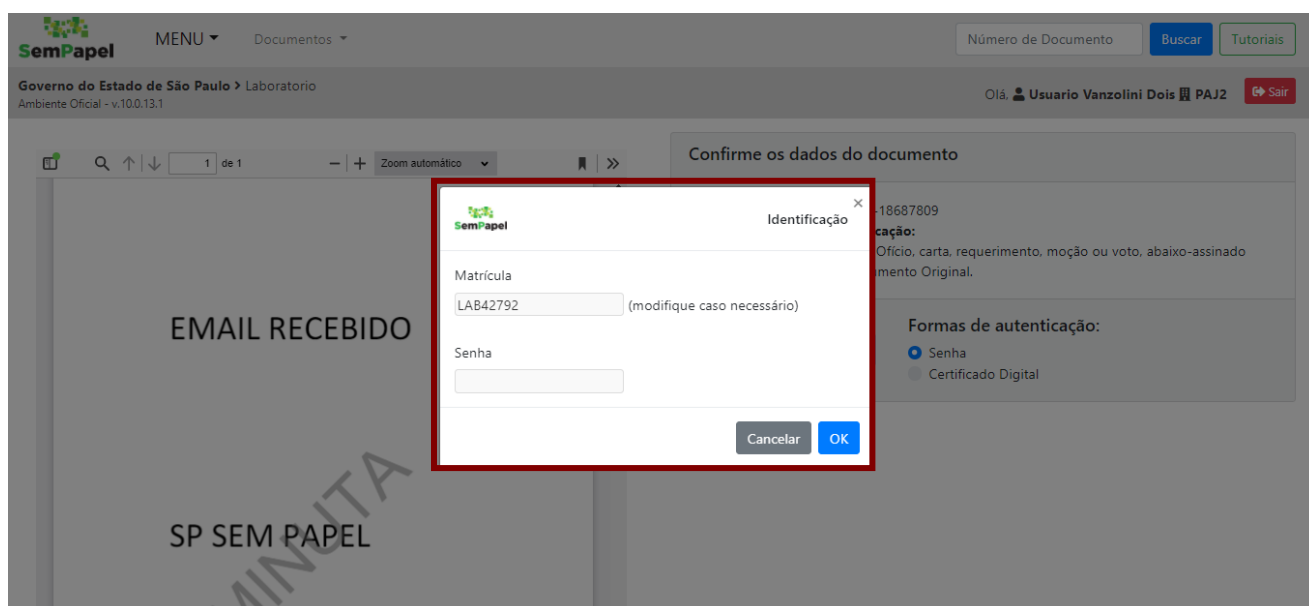 SemPapel
MENU
Documentos
Número de Documento
Buscar
Tutoriais
Governo do Estado de São Paulo > Laboratorio
Ambiente Oficial - v.10.0.13.1
Olá, Usuario Vanzolini Dois PAJ2
Sair
1 de 1
Zoom automático
Confirme os dados do documento
-18687809
cação:
Ofício, carta, requerimento, moção ou voto, abaixo-assinado
mento Original.
Formas de autenticação:
Senha
Certificado Digital
SemPapel
Identificação
×
Matrícula
LAB42792 (modifique caso necessário)
Senha
Cancelar
OK
EMAIL RECEBIDO
SP SEM PAPEL
MINUTA